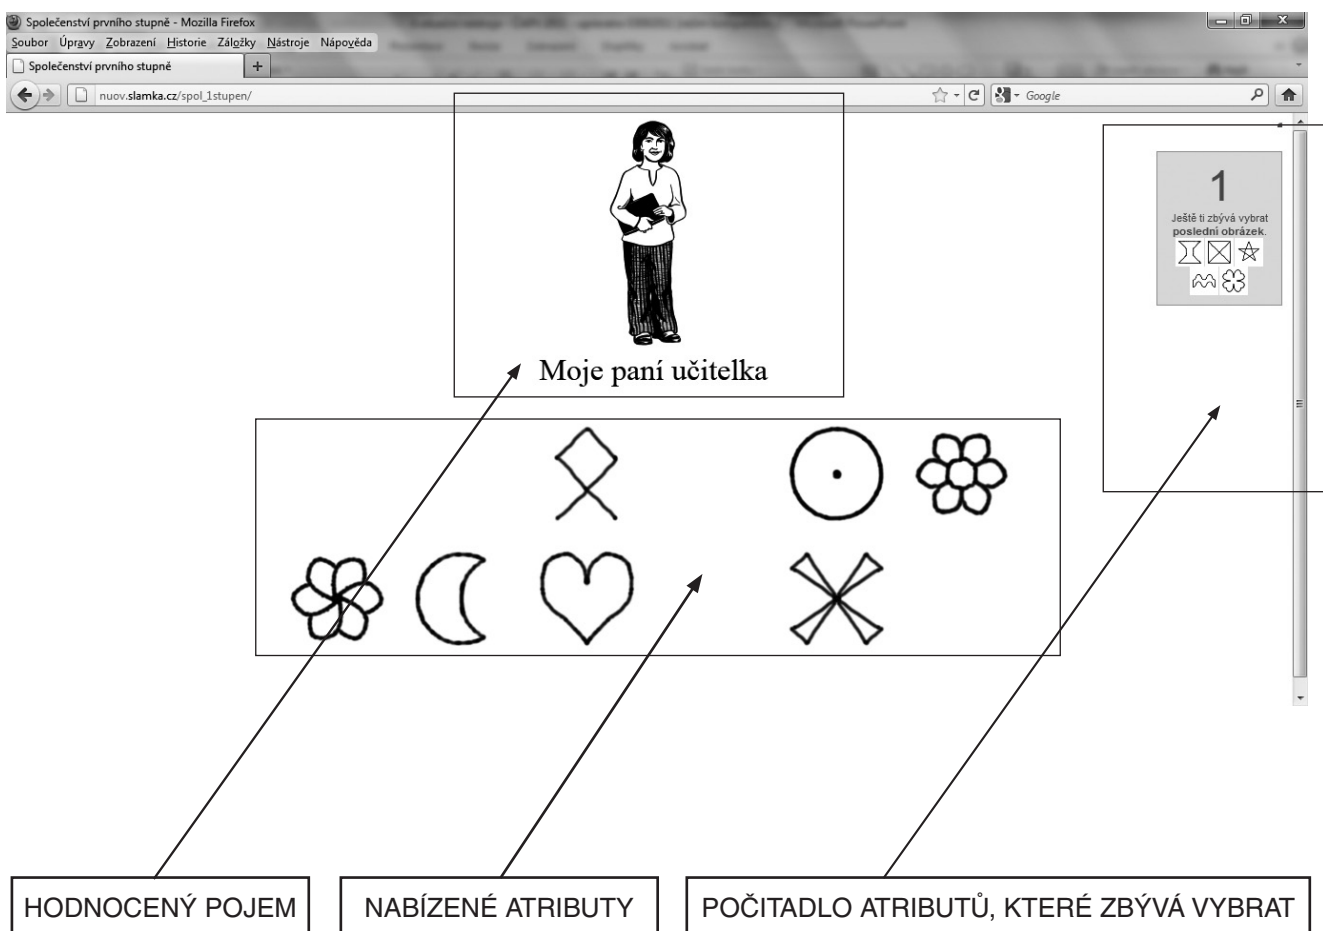 Společenství prvního stupně - Mozilla Firefox
Soubor Úpravy Zobrazení Historie Záložky Nástroje Nápověda
Společenství prvního stupně +
nuov.slamka.cz/spol_1stupen/
Google
1
Ještě ti zbývá vybrat
poslední obrázek.
Moje paní učitelka
HODNOCENÝ POJEM
NABÍZENÉ ATRIBUTY
POČITADLO ATRIBUTŮ, KTERÉ ZBÝVÁ VYBRAT